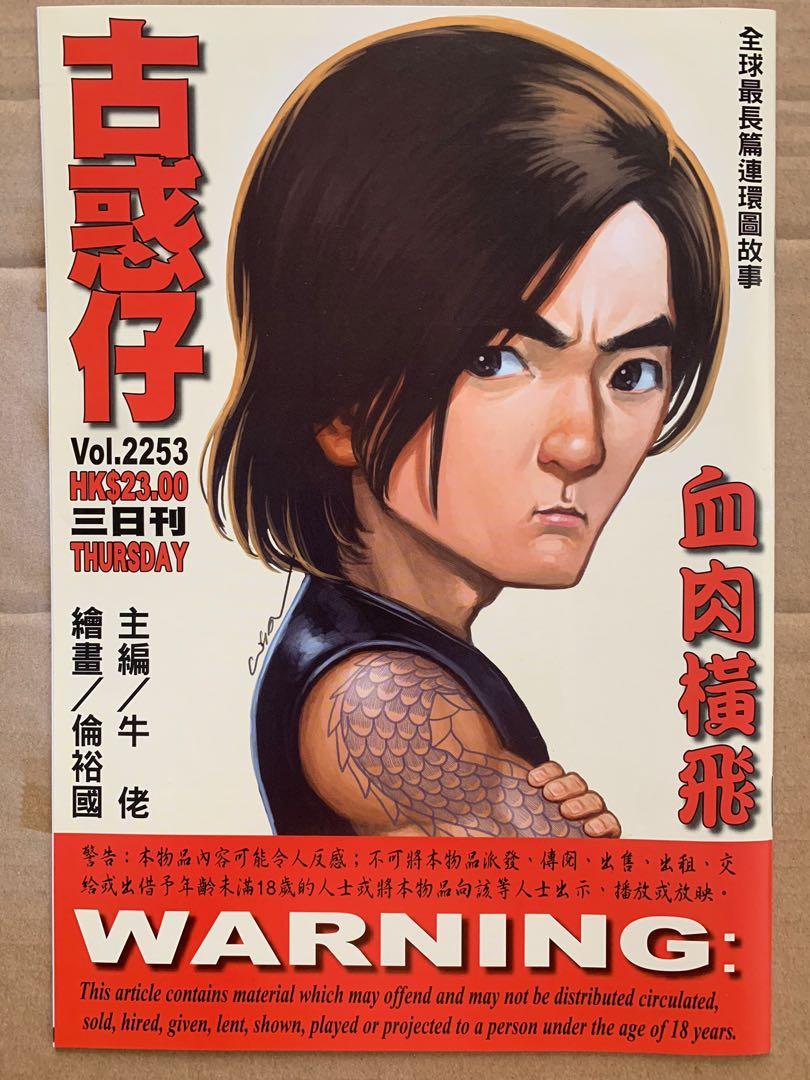 古惑仔
Vol.2253
HK$23.00
三日刊
THURSDAY
主編/牛佬
繪畫/倫裕國
全球最長篇連環圖故事
血肉橫飛
警告：本物品內容可能令人反感；不可將本物品派發、傳閱、出售、出租、交
給或出借予年齡未滿18歲的人士或將本物品向該等人士出示、播放或放映。
WARNING:
This article contains material which may offend and may not be distributed circulated,
sold, hired, given, lent, shown, played or projected to a person under the age of 18 years.